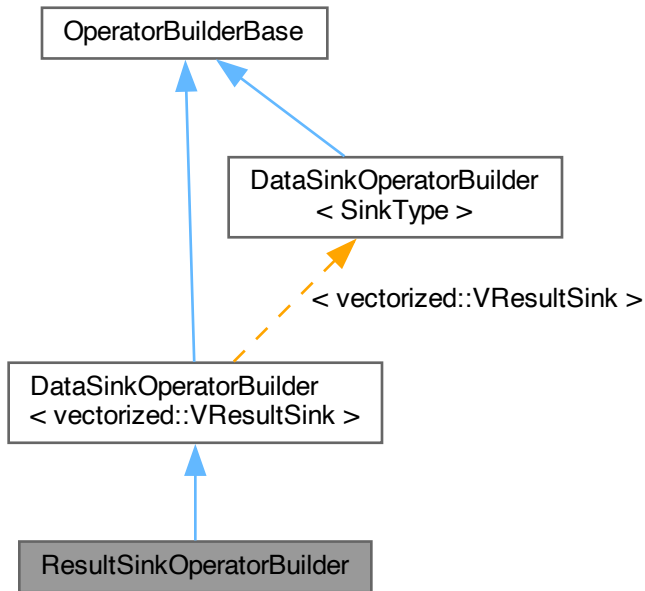 OperatorBuilderBase
DataSinkOperatorBuilder
< SinkType >
< vectorized::VResultSink >
DataSinkOperatorBuilder
< vectorized::VResultSink >
ResultSinkOperatorBuilder